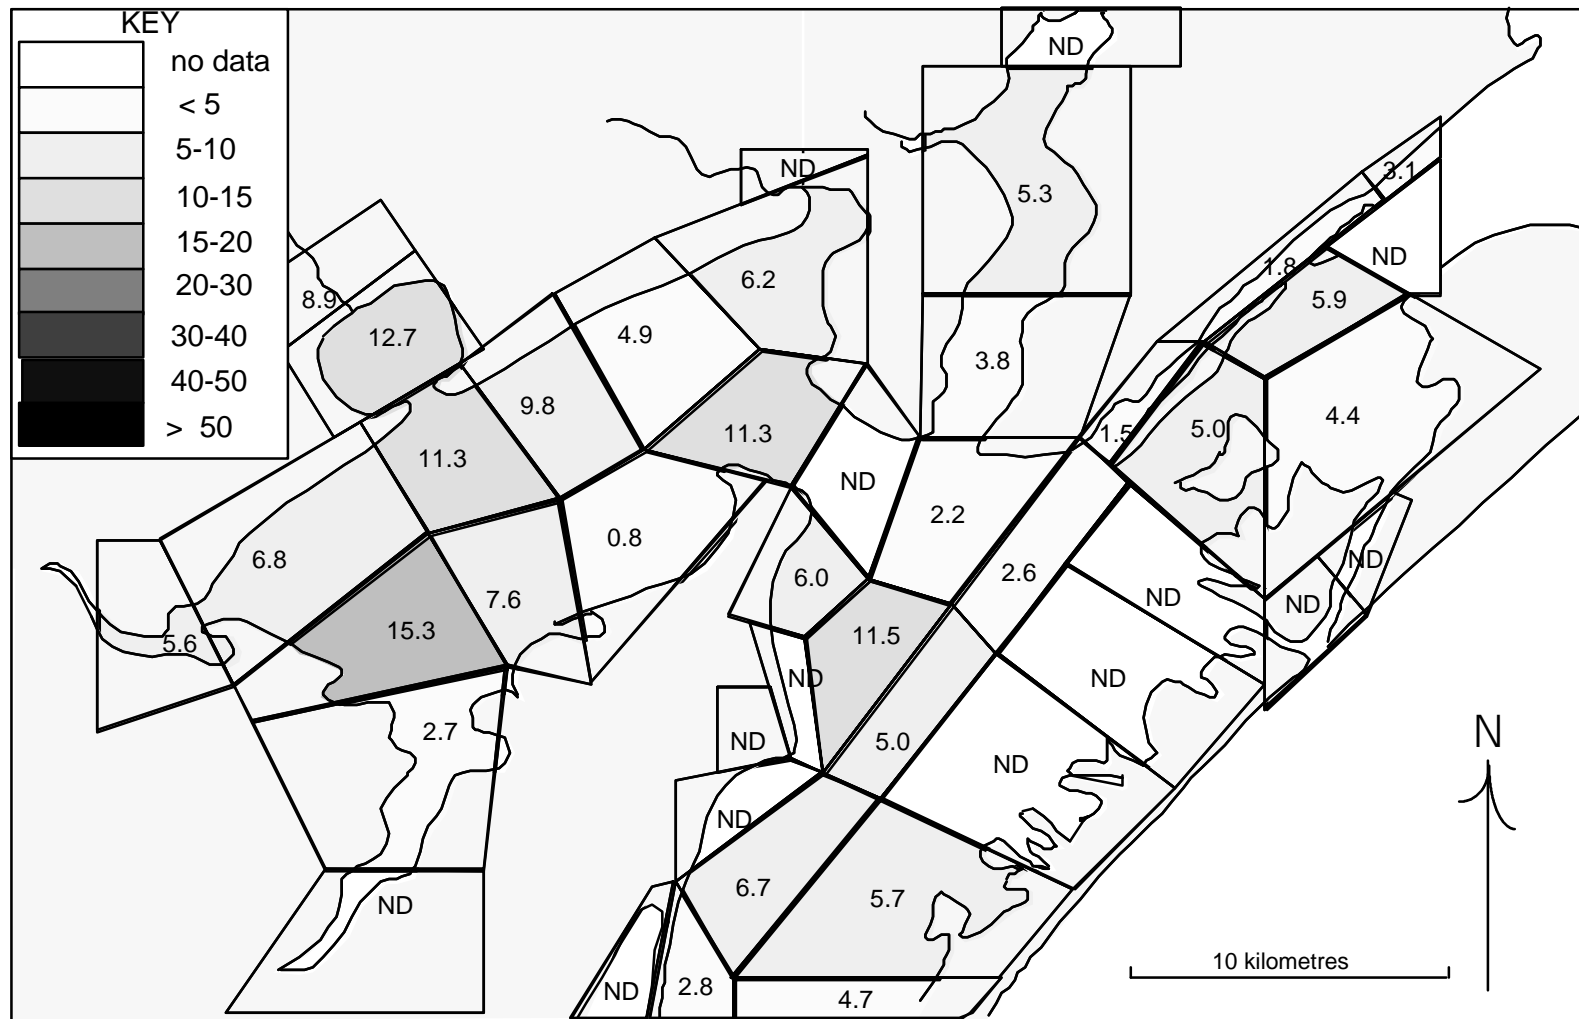 KEY
no data
< 5
5-10
10-15
15-20
20-30
30-40
40-50
> 50
ND
ND
3.1
5.3
ND
1.8
6.2
5.9
8.9
12.7
4.9
3.8
9.8
4.4
11.3
1.5
5.0
11.3
ND
2.2
0.8
6.8
ND
2.6
6.0
7.6
ND
ND
15.3
11.5
5.6
ND
ND
2.7
5.0
ND
N
ND
ND
6.7
5.7
ND
10 kilometres
ND
2.8
4.7